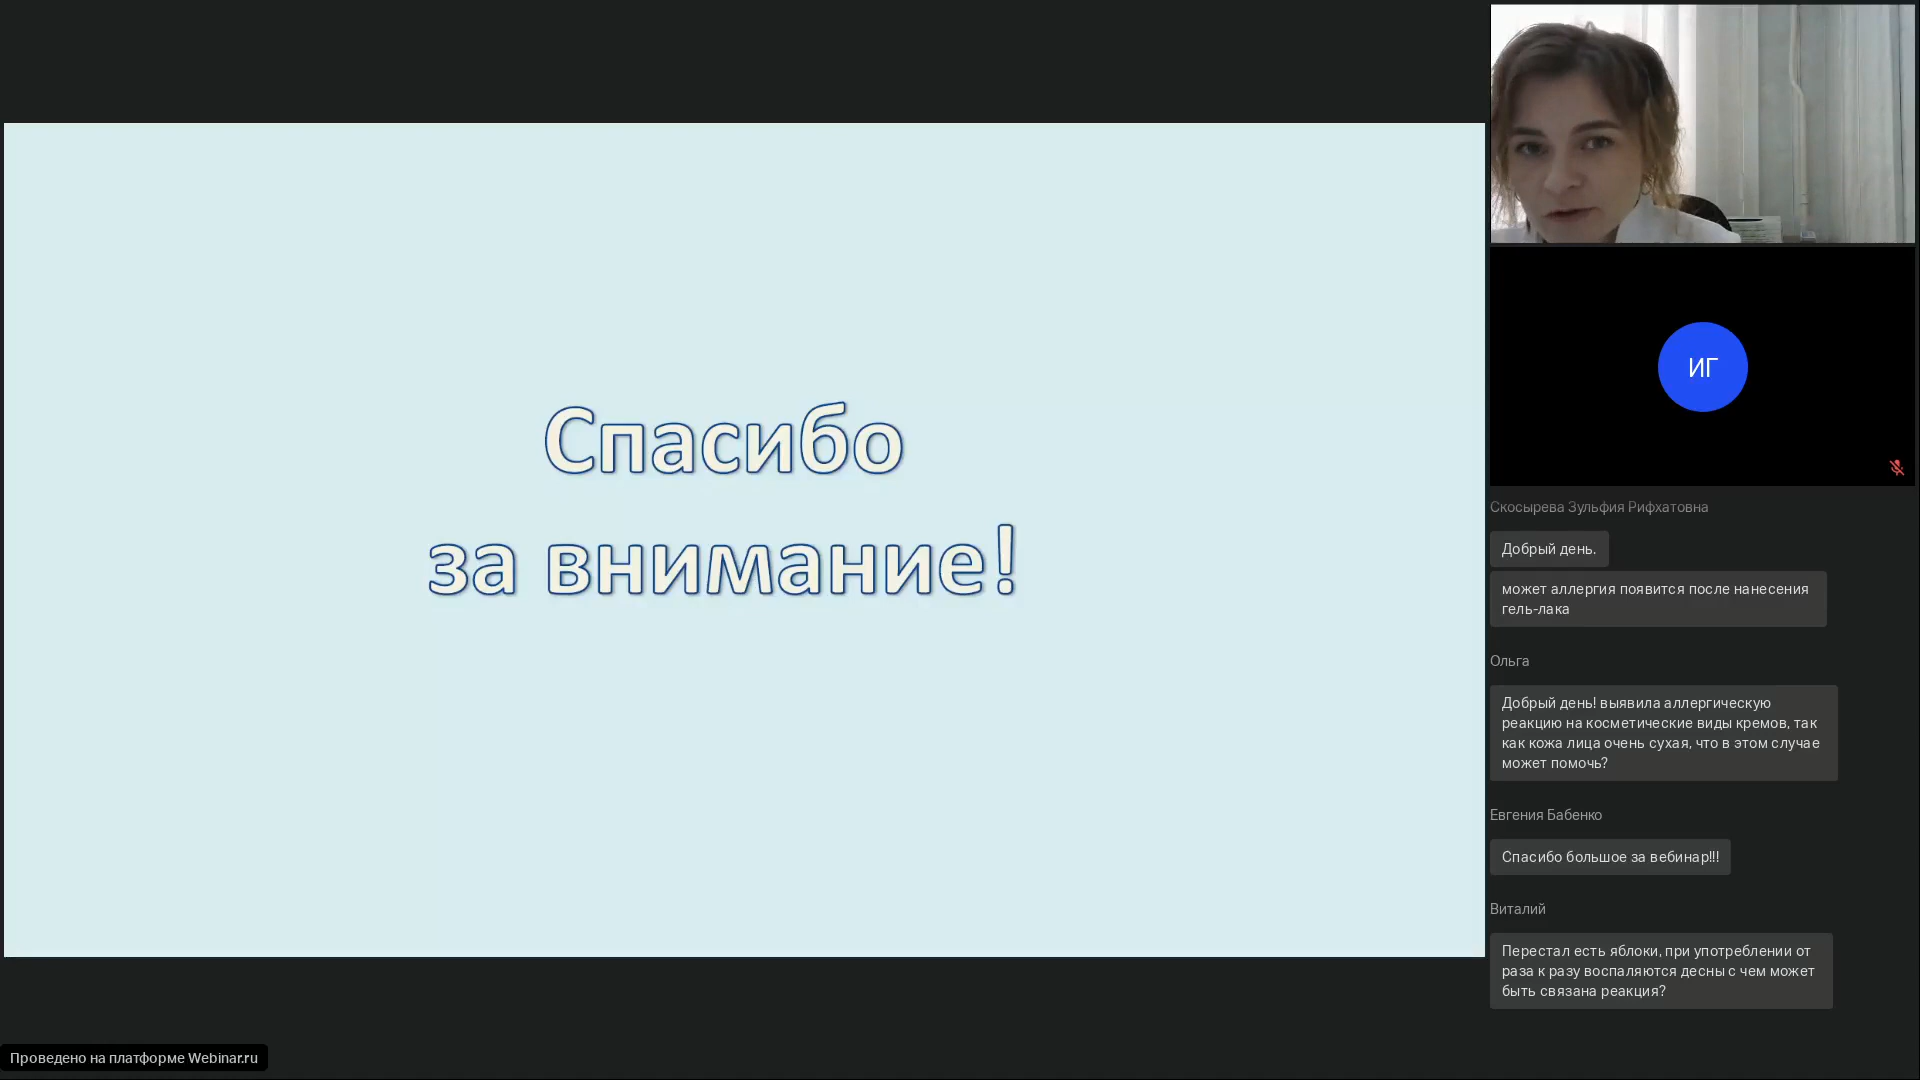 Спасибо
за внимание!
ИГ
Скосырева Зульфия Рифхатовна
Добрый день.
может аллергия появится после нанесения
гель-лака
Ольга
Добрый день! выявила аллергическую
реакцию на косметические виды кремов, так
как кожа лица очень сухая, что в этом случае
может помочь?
Евгения Бабенко
Спасибо большое за вебинар!!!
Виталий
Перестал есть яблоки, при употреблении от
раза к разу воспаляются десны с чем может
быть связана реакция?
Проведено на платформе Webinar.ru